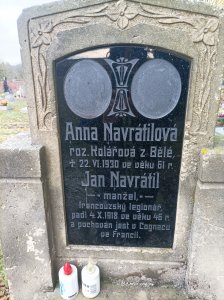 Anna Navrátilová
roz. Kolářová z Bělé,
† 22. VI. 1930 ve věku 61 r.
Jan Navrátil
manžel,
francouzský legionář,
padl 4. X. 1918 ve věku 46 r.
a pochován jest v Cognacu
ve Francii.